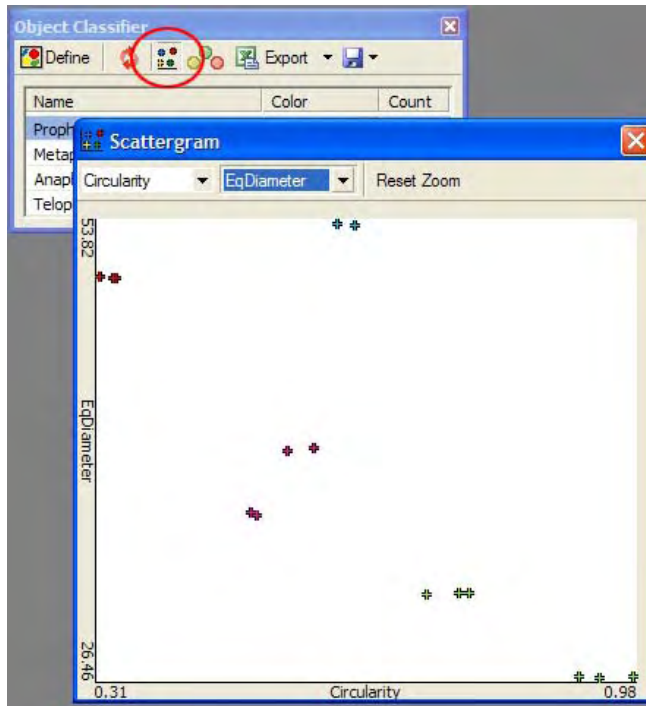 Object Classifier
Define Export
Name Color Count
Proph
Metap
Anaph
Telop
Scattergram
Circularity EqDiameter Reset Zoom
53.82
EqDiameter
26.46
0.31 Circularity 0.98